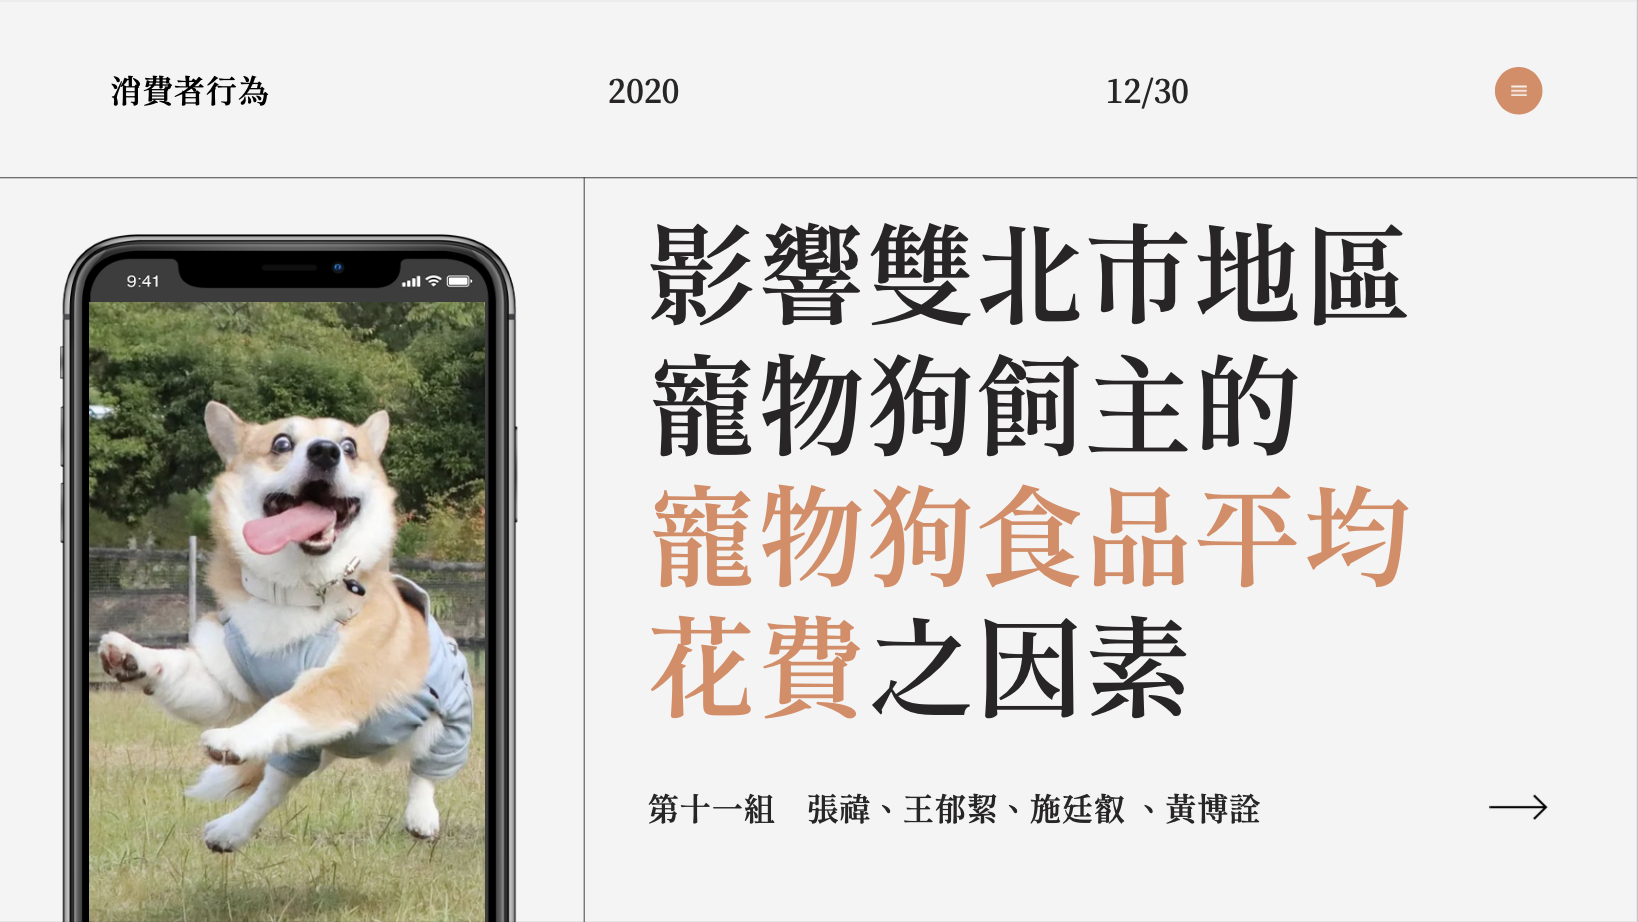 消費者行為
2020
12/30
9:41
影響雙北市地區
寵物狗飼主的
寵物狗食品平均
花費之因素
第十一組　張禕、王郁絜、施廷叡 、黃博詮